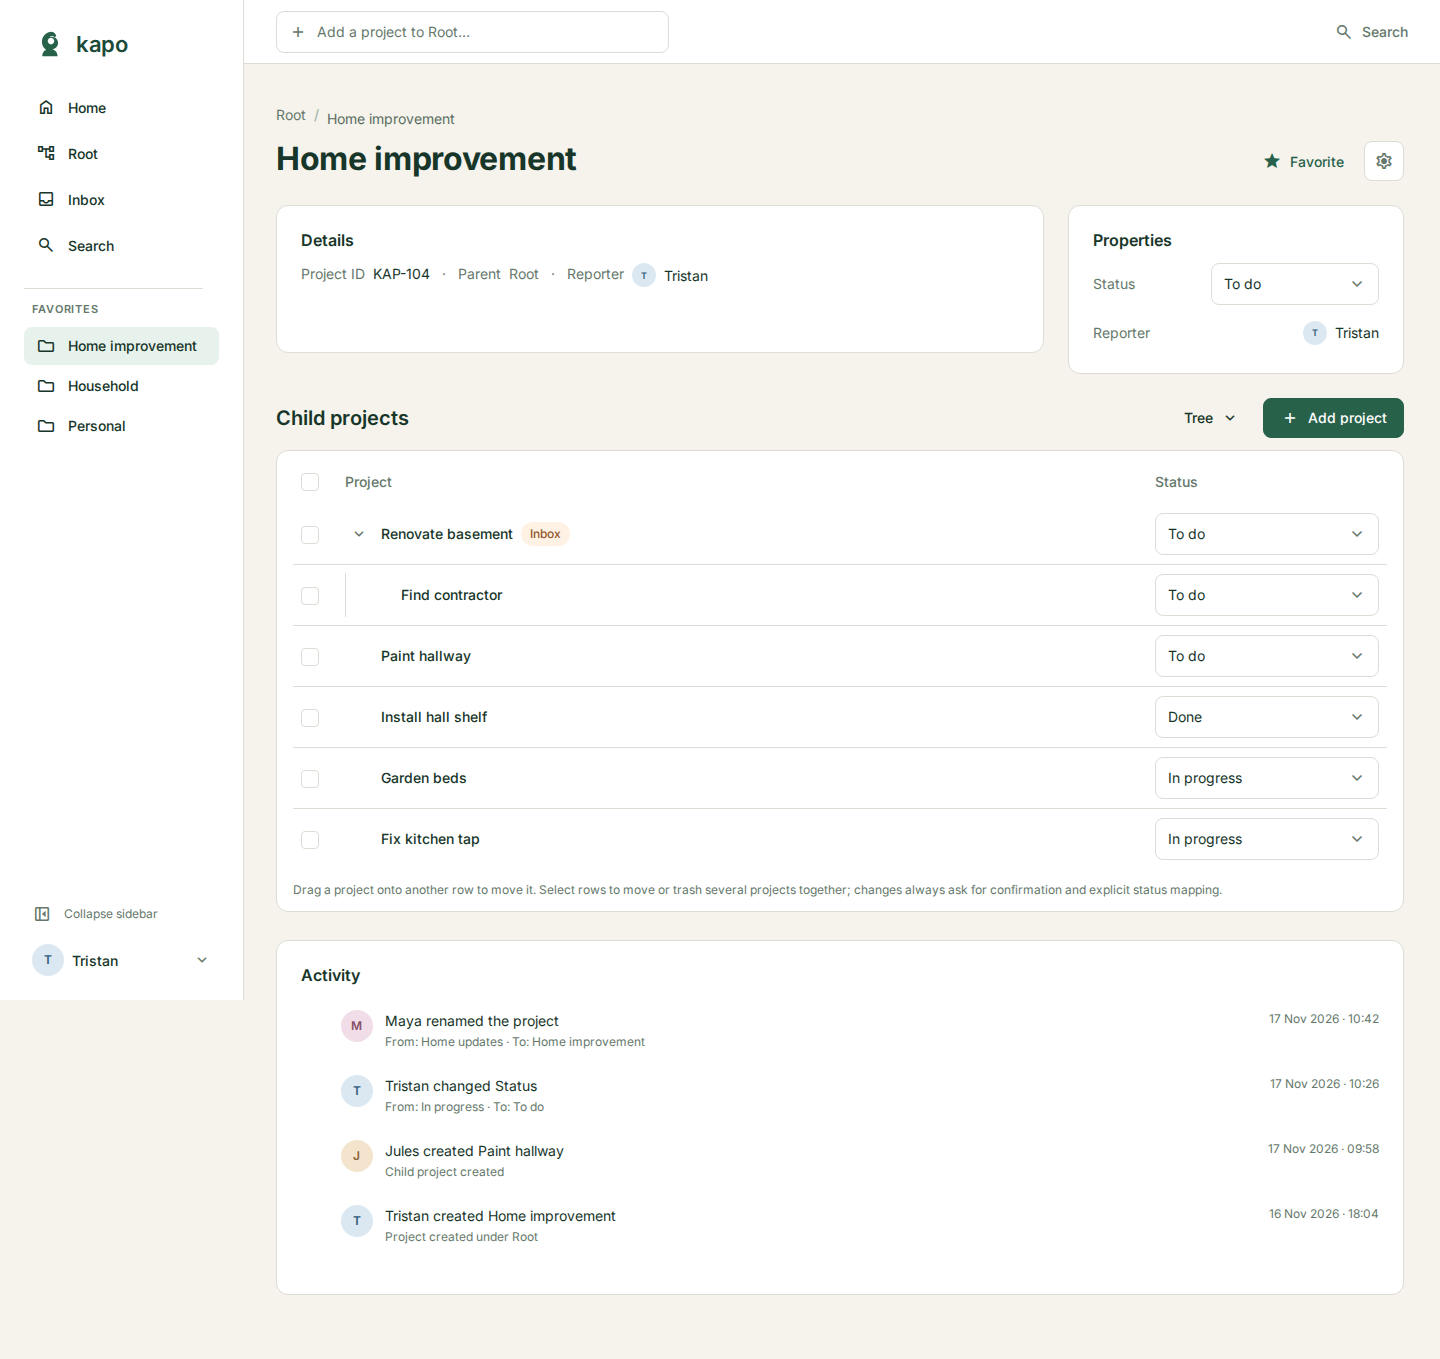 kapo
Add a project to Root...
Search
Home
Root
Inbox
Search
FAVORITES
Home improvement
Household
Personal
Collapse sidebar
T Tristan
Root / Home improvement
Home improvement
Favorite
Details
Project ID KAP-104 · Parent Root · Reporter T Tristan
Properties
Status To do
Reporter T Tristan
Child projects
Tree
Add project
Project Status
Renovate basement Inbox To do
Find contractor To do
Paint hallway To do
Install hall shelf Done
Garden beds In progress
Fix kitchen tap In progress
Drag a project onto another row to move it. Select rows to move or trash several projects together; changes always ask for confirmation and explicit status mapping.
Activity
M Maya renamed the project 17 Nov 2026 · 10:42
From: Home updates · To: Home improvement
T Tristan changed Status 17 Nov 2026 · 10:26
From: In progress · To: To do
J Jules created Paint hallway 17 Nov 2026 · 09:58
Child project created
T Tristan created Home improvement 16 Nov 2026 · 18:04
Project created under Root